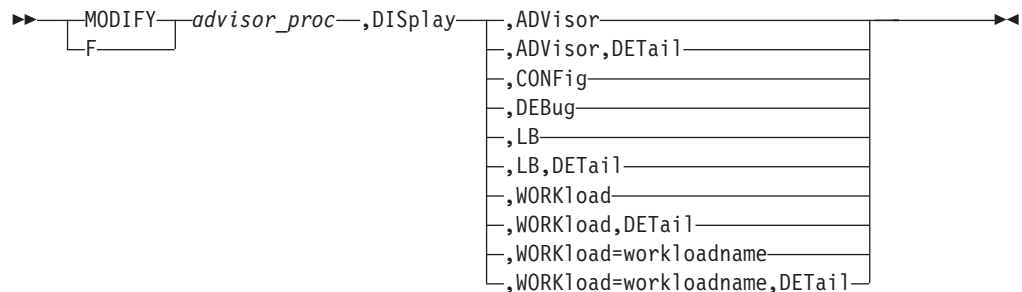 MODIFY advisor_proc ,DISplay ,ADVisor
F ,ADVisor,DETail
,CONFig
,DEBug
,LB
,LB,DETail
,WORKload
,WORKload,DETail
,WORKload=workloadname
,WORKload=workloadname,DETail